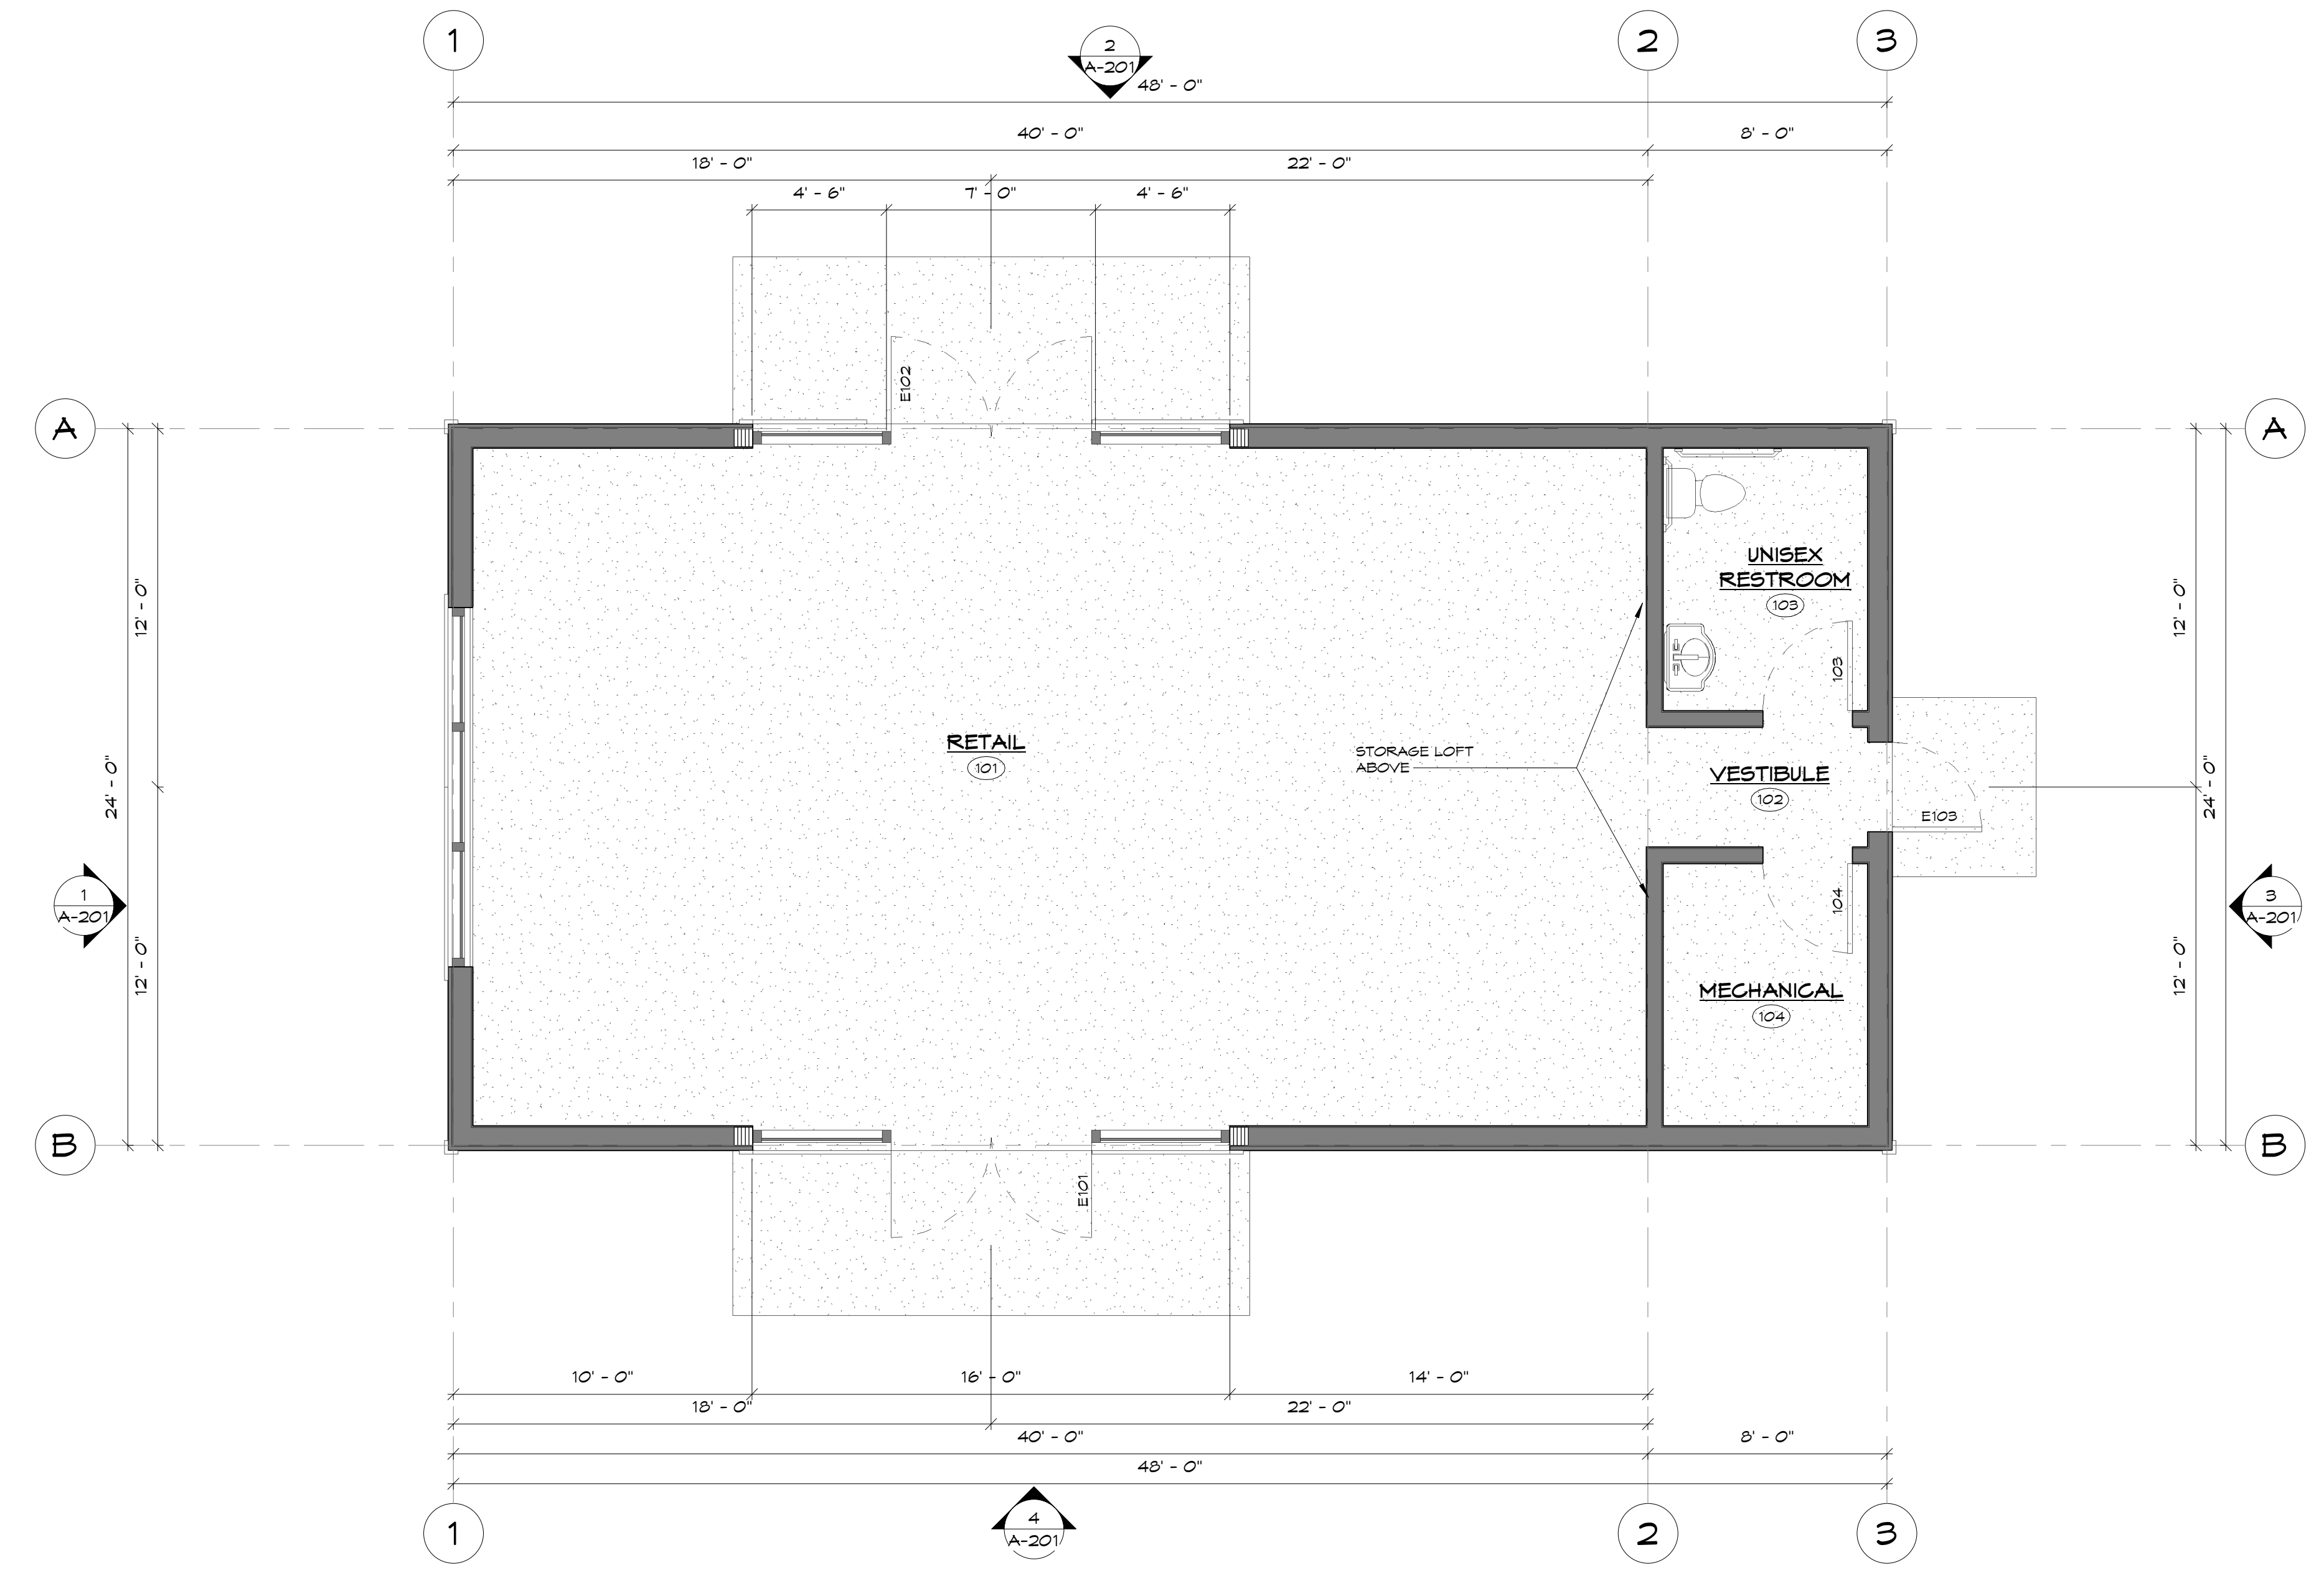 1
2
3
2
A-201
48' - 0"
40' - 0"
8' - 0"
18' - 0"
22' - 0"
4' - 6"
7' - 0"
4' - 6"
E102
A
A
12' - 0"
24' - 0"
12' - 0"
UNISEX
RESTROOM
103
103
12' - 0"
24' - 0"
12' - 0"
RETAIL
101
STORAGE LOFT
ABOVE
VESTIBULE
102
E103
1
A-201
104
3
A-201
MECHANICAL
104
B
B
E101
10' - 0"
16' - 0"
14' - 0"
18' - 0"
22' - 0"
40' - 0"
8' - 0"
48' - 0"
4
A-201
1
2
3